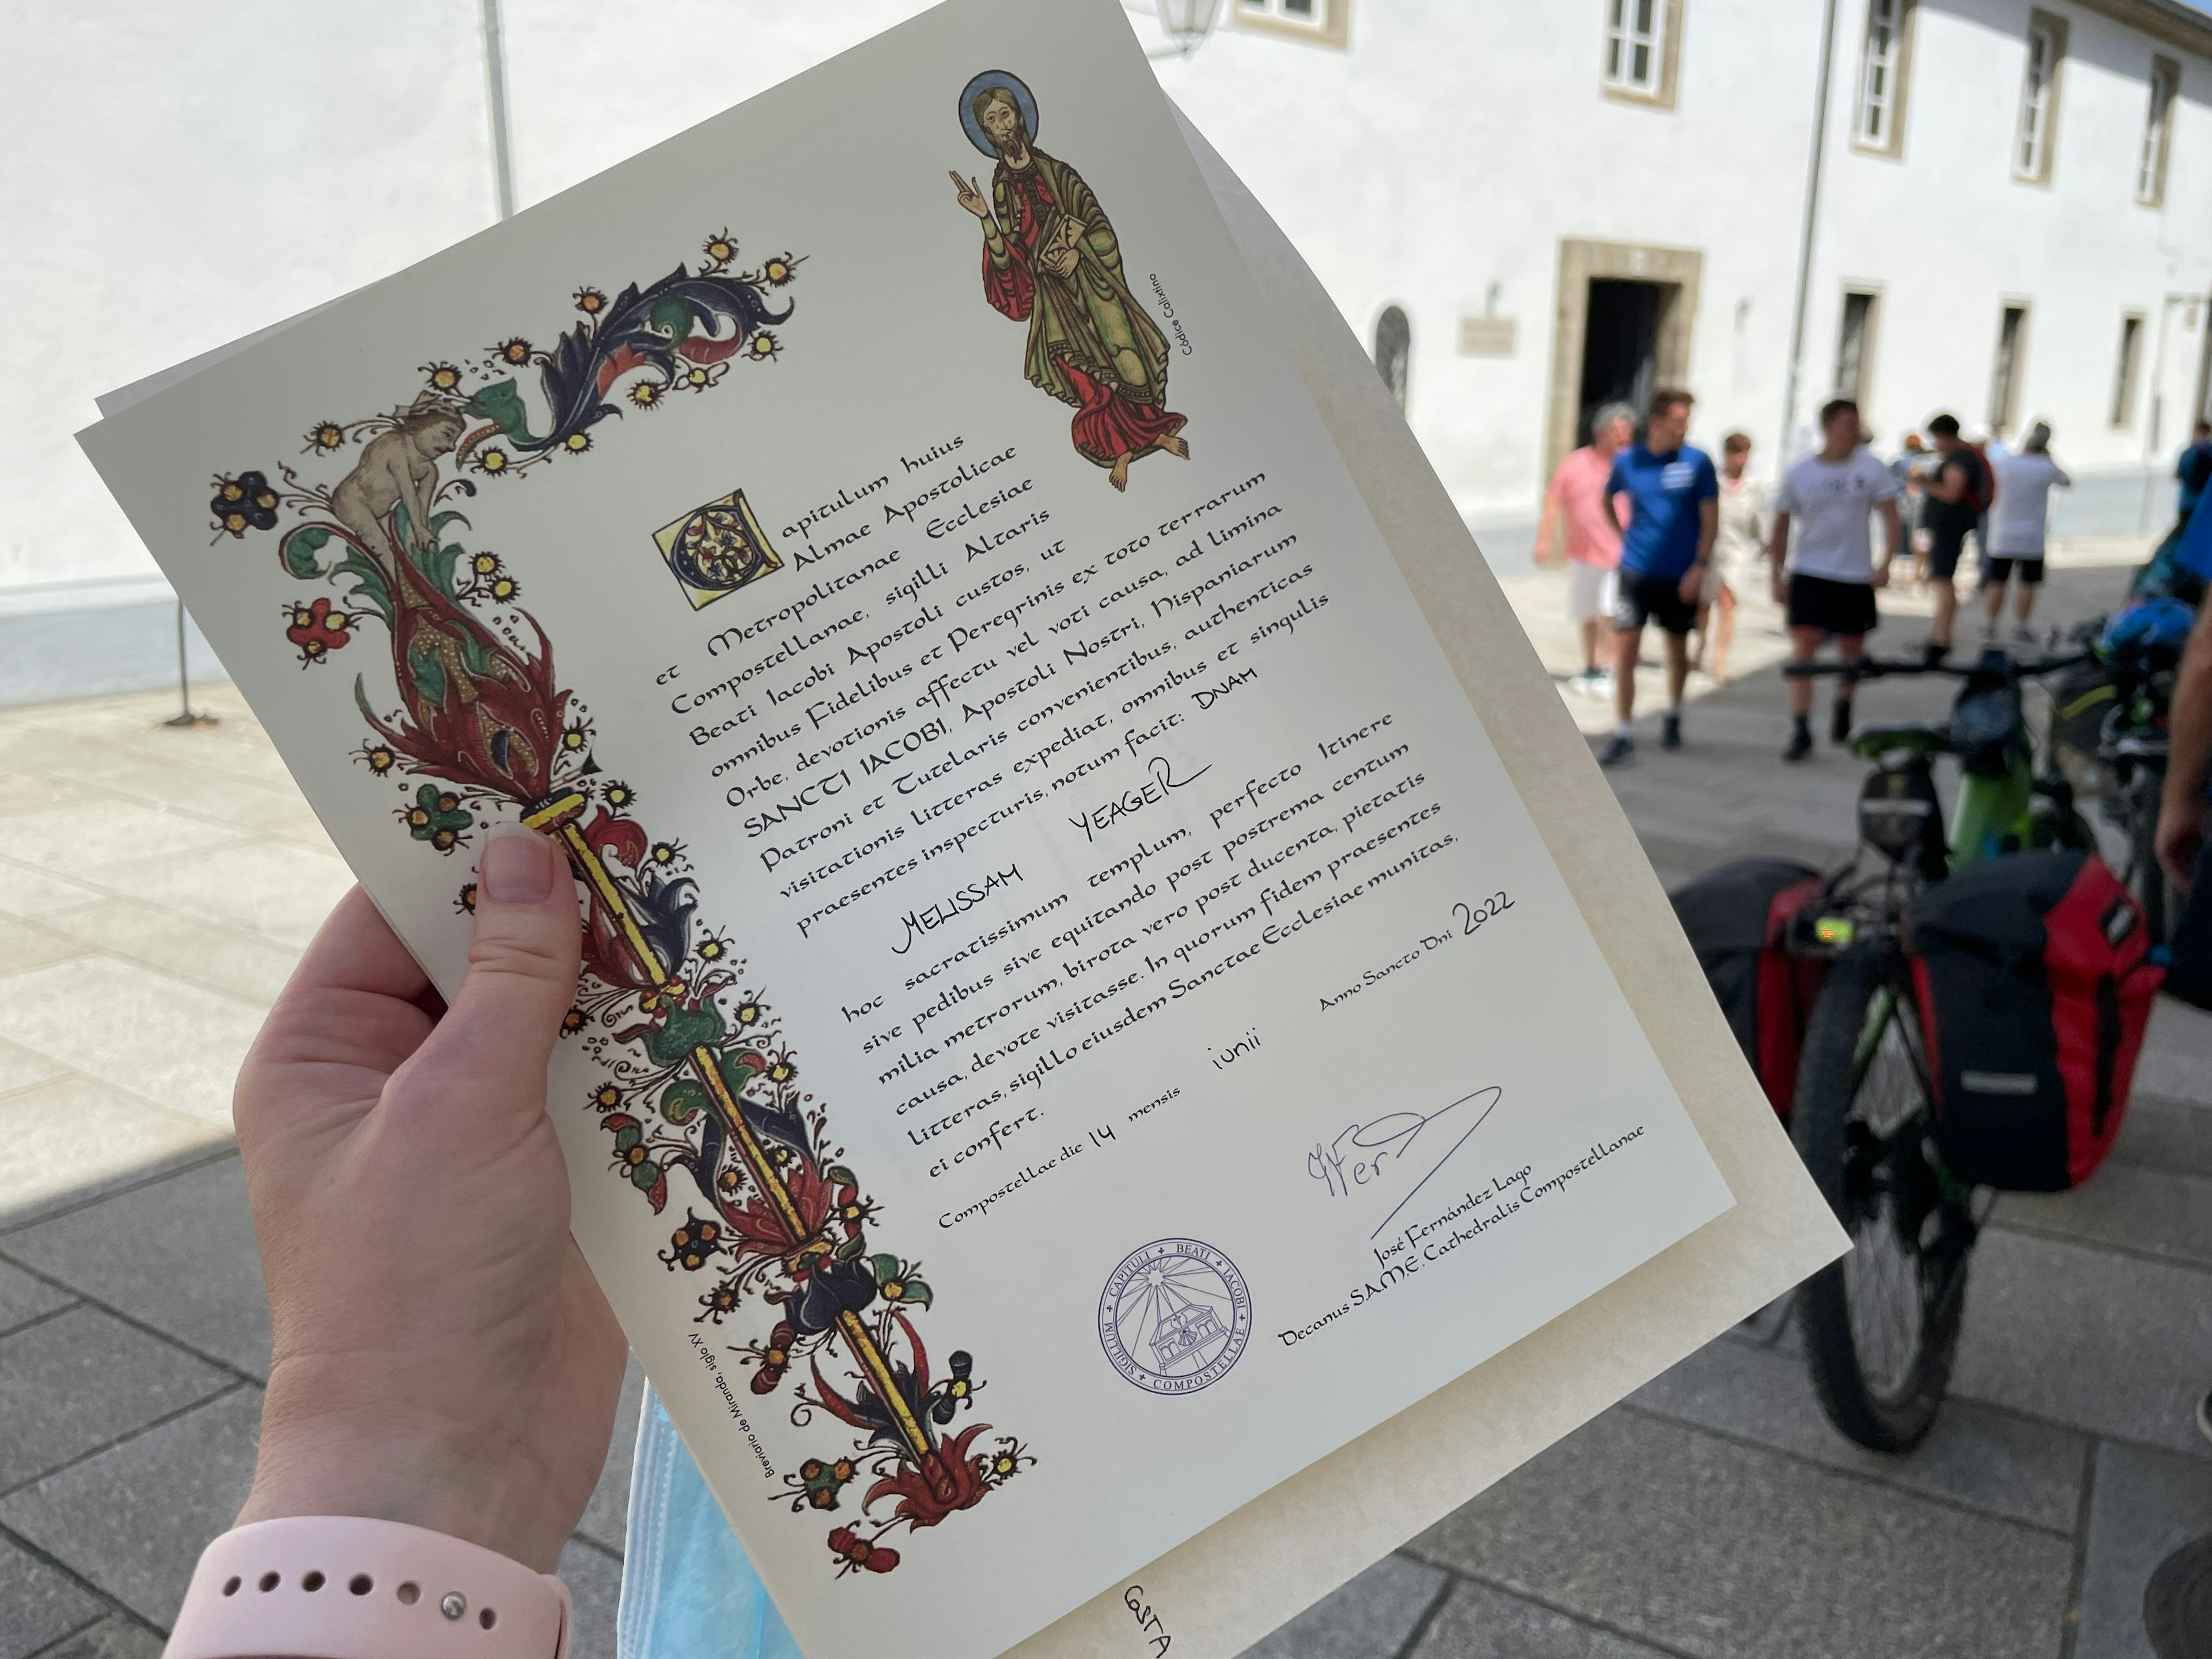 Códice Calixtino
Capitulum huius
Almae Apostolicae
et Metropolitanae Ecclesiae
Compostellanae, sigilli Altaris
Beati Iacobi Apostoli custos, ut
omnibus Fidelibus et Peregrinis ex toto terrarum
Orbe, devotionis affectu vel voti causa, ad limina
SANCTI IACOBI, Apostoli Nostri, Hispaniarum
Patroni et Tutelaris convenientibus, authenticas
visitationis litteras expediat, omnibus et singulis
praesentes inspecturis, notum facit: DNAM
MELISSAM YEAGER
hoc sacratissimum templum, perfecto Itinere
sive pedibus sive equitando post postrema centum
milia metrorum, birota vero post ducenta, pietatis
causa, devote visitasse. In quorum fidem praesentes
litteras, sigillo eiusdem Sanctae Ecclesiae munitas,
ei confert.
Compostellae die 14 mensis iunii Anno Sancto Dni 2022
José Fernández Lago
Decanus S.A.M.E. Cathedralis Compostellanae
SIGILLUM + CAPITULI + BEATI + IACOBI + COMPOSTELLAE +
Breviario de Miranda, siglo XV
COSTA